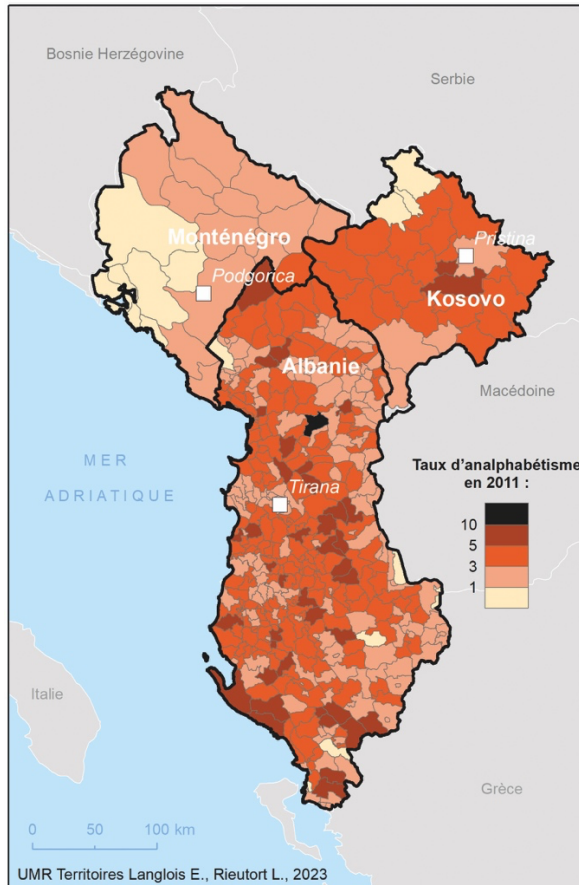 Bosnie Herzégovine
Serbie
Monténégro
Pristina
Podgorica
Kosovo
Albanie
Macédoine
MER
ADRIATIQUE
Tirana
Taux d'analphabétisme
en 2011 :
10
5
3
1
Italie
Grèce
0 50 100 km
UMR Territoires Langlois E., Rieutort L., 2023